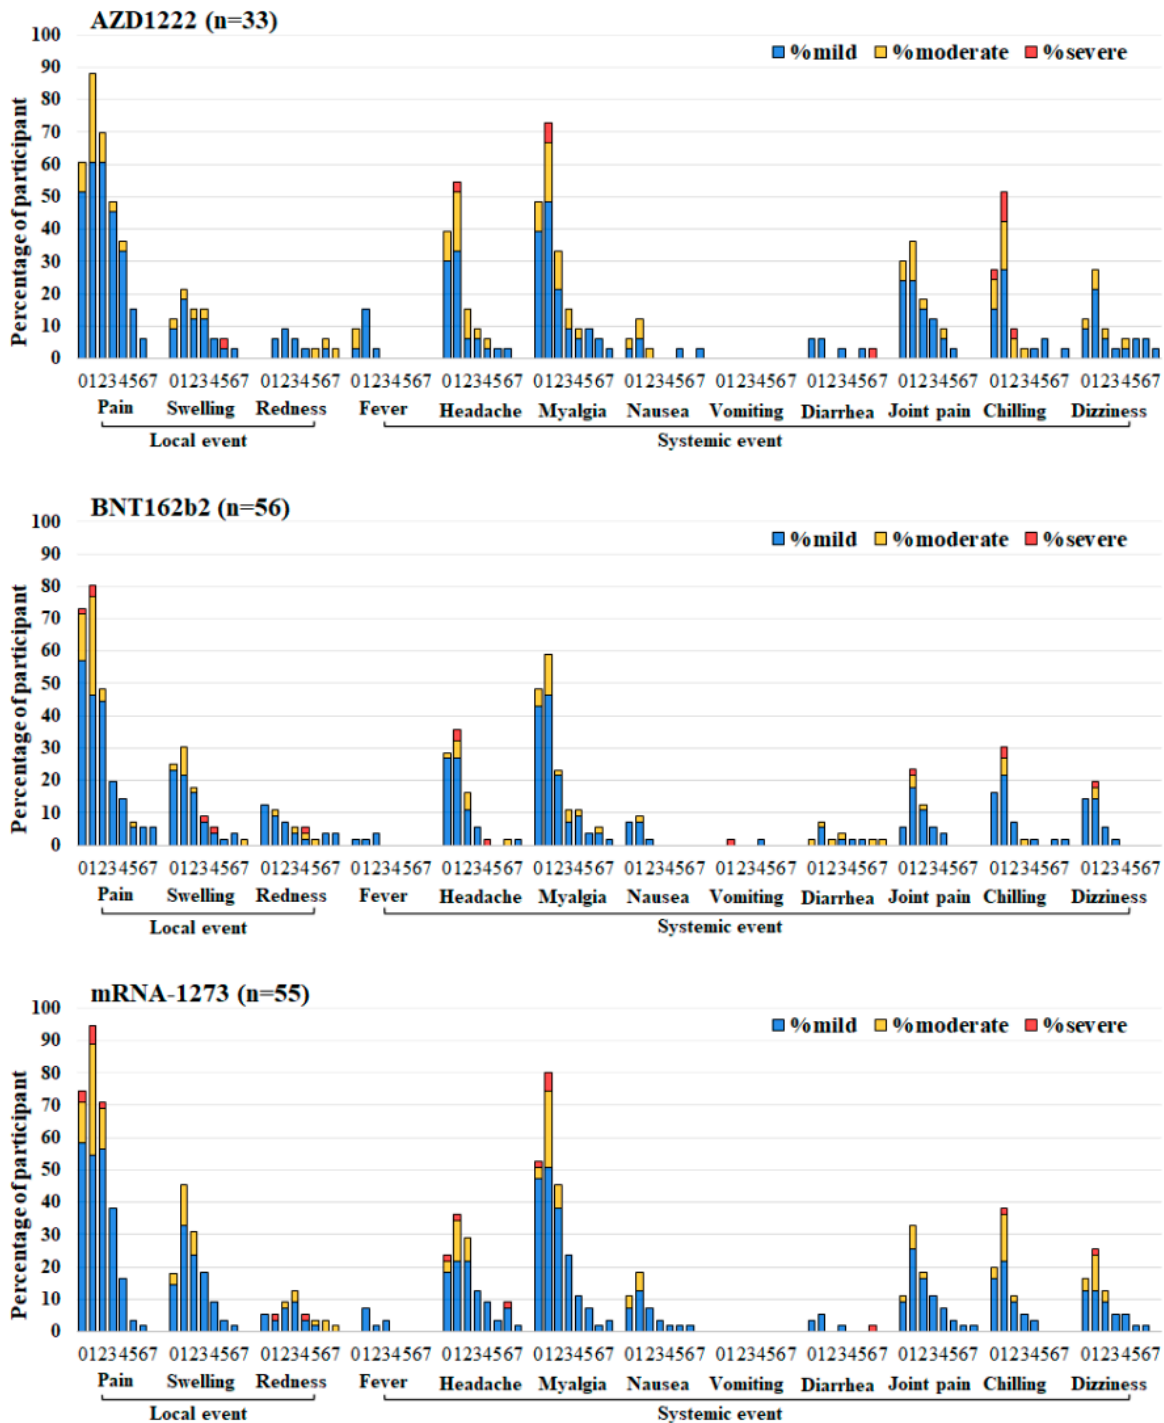 AZD1222 (n=33)
%mild %moderate %severe
Percentage of participant
100
90
80
70
60
50
40
30
20
10
0
01234567 01234567 01234567 01234567 01234567 01234567 01234567 01234567 01234567 01234567 01234567 01234567
Pain Swelling Redness Fever Headache Myalgia Nausea Vomiting Diarrhea Joint pain Chilling Dizziness
Local event Systemic event
BNT162b2 (n=56)
%mild %moderate %severe
Percentage of participant
100
90
80
70
60
50
40
30
20
10
0
01234567 01234567 01234567 01234567 01234567 01234567 01234567 01234567 01234567 01234567 01234567 01234567
Pain Swelling Redness Fever Headache Myalgia Nausea Vomiting Diarrhea Joint pain Chilling Dizziness
Local event Systemic event
mRNA-1273 (n=55)
%mild %moderate %severe
Percentage of participant
100
90
80
70
60
50
40
30
20
10
0
01234567 01234567 01234567 01234567 01234567 01234567 01234567 01234567 01234567 01234567 01234567 01234567
Pain Swelling Redness Fever Headache Myalgia Nausea Vomiting Diarrhea Joint pain Chilling Dizziness
Local event Systemic event